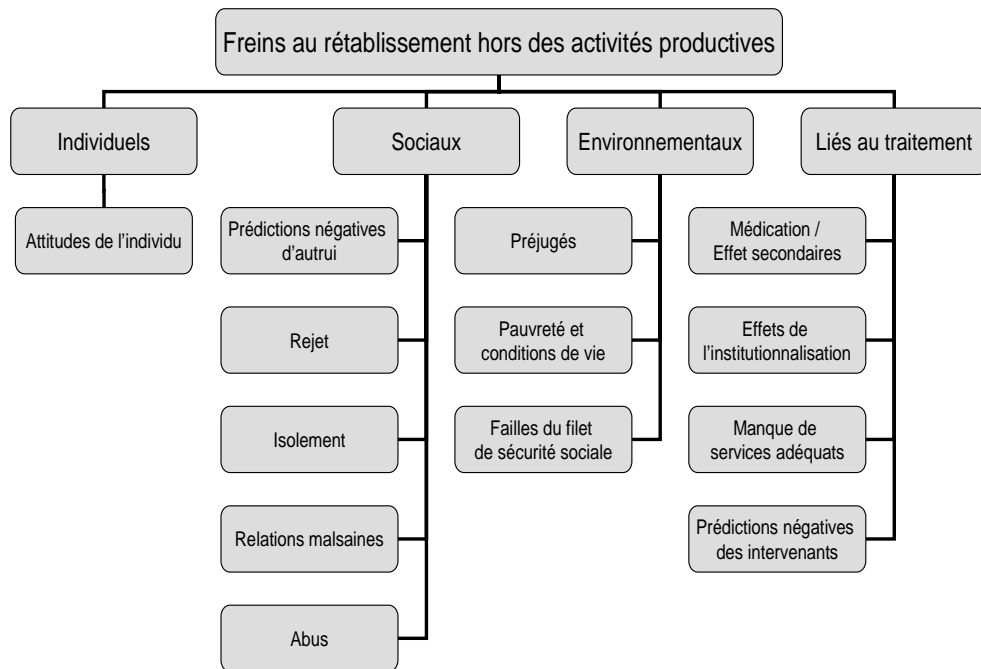 Freins au rétablissement hors des activités productives
Individuels
Sociaux
Environnementaux
Liés au traitement
Attitudes de l’individu
Prédictions négatives
d’autrui
Rejet
Isolement
Relations malsaines
Abus
Préjugés
Pauvreté et
conditions de vie
Failles du filet
de sécurité sociale
Médication /
Effet secondaires
Effets de
l’institutionnalisation
Manque de
services adéquats
Prédictions négatives
des intervenants